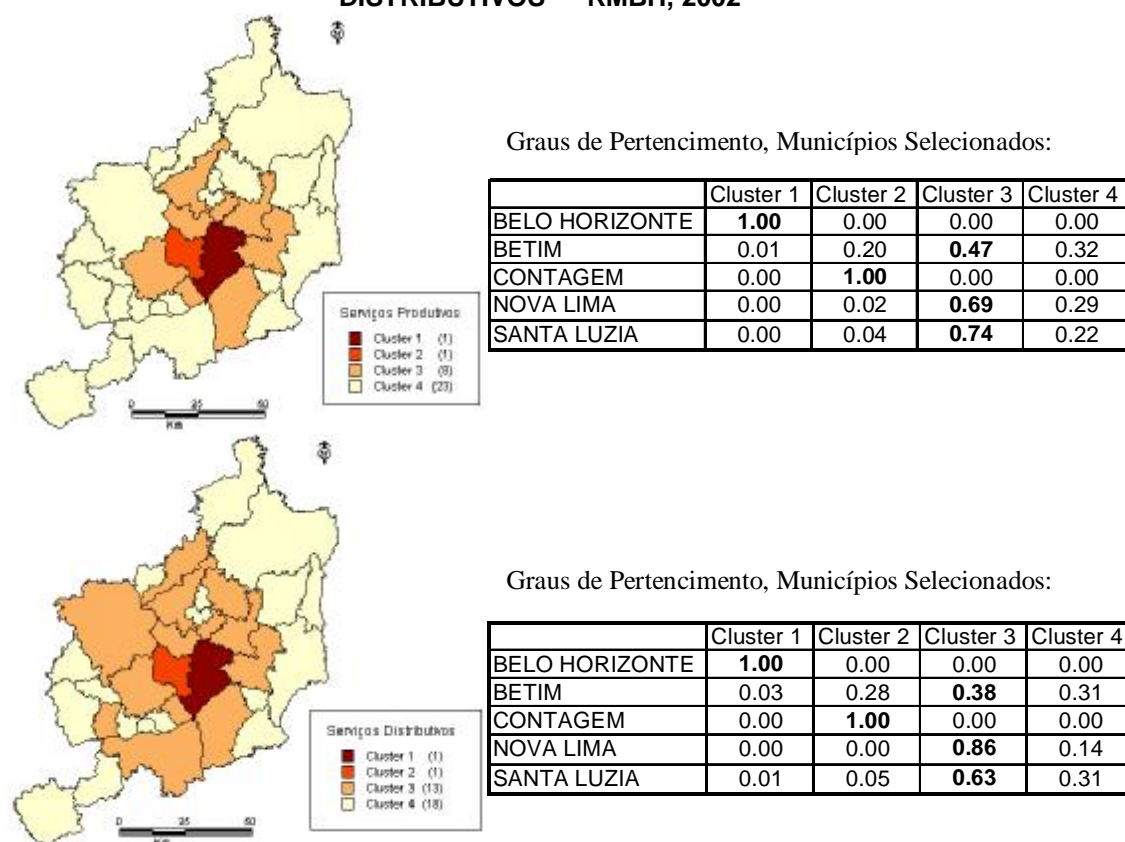 DISTRIBUTIVOS – RMBH, 2002
Graus de Pertencimento, Municípios Selecionados:
Cluster 1 Cluster 2 Cluster 3 Cluster 4
BELO HORIZONTE 1.00 0.00 0.00 0.00
BETIM 0.01 0.20 0.47 0.32
CONTAGEM 0.00 1.00 0.00 0.00
NOVA LIMA 0.00 0.02 0.69 0.29
SANTA LUZIA 0.00 0.04 0.74 0.22
Serviços Produtivos
Cluster 1 (1)
Cluster 2 (1)
Cluster 3 (8)
Cluster 4 (23)
0 25 50
Km
Graus de Pertencimento, Municípios Selecionados:
Cluster 1 Cluster 2 Cluster 3 Cluster 4
BELO HORIZONTE 1.00 0.00 0.00 0.00
BETIM 0.03 0.28 0.38 0.31
CONTAGEM 0.00 1.00 0.00 0.00
NOVA LIMA 0.00 0.00 0.86 0.14
SANTA LUZIA 0.01 0.05 0.63 0.31
Serviços Distributivos
Cluster 1 (1)
Cluster 2 (1)
Cluster 3 (13)
Cluster 4 (18)
0 25 50
Km